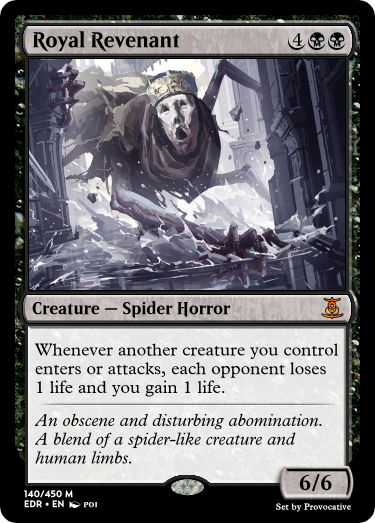 Royal Revenant 4
Creature — Spider Horror
Whenever another creature you control
enters or attacks, each opponent loses
1 life and you gain 1 life.
An obscene and disturbing abomination.
A blend of a spider-like creature and
human limbs.
6/6
140/450 M
EDR • EN POI
Set by Provocative